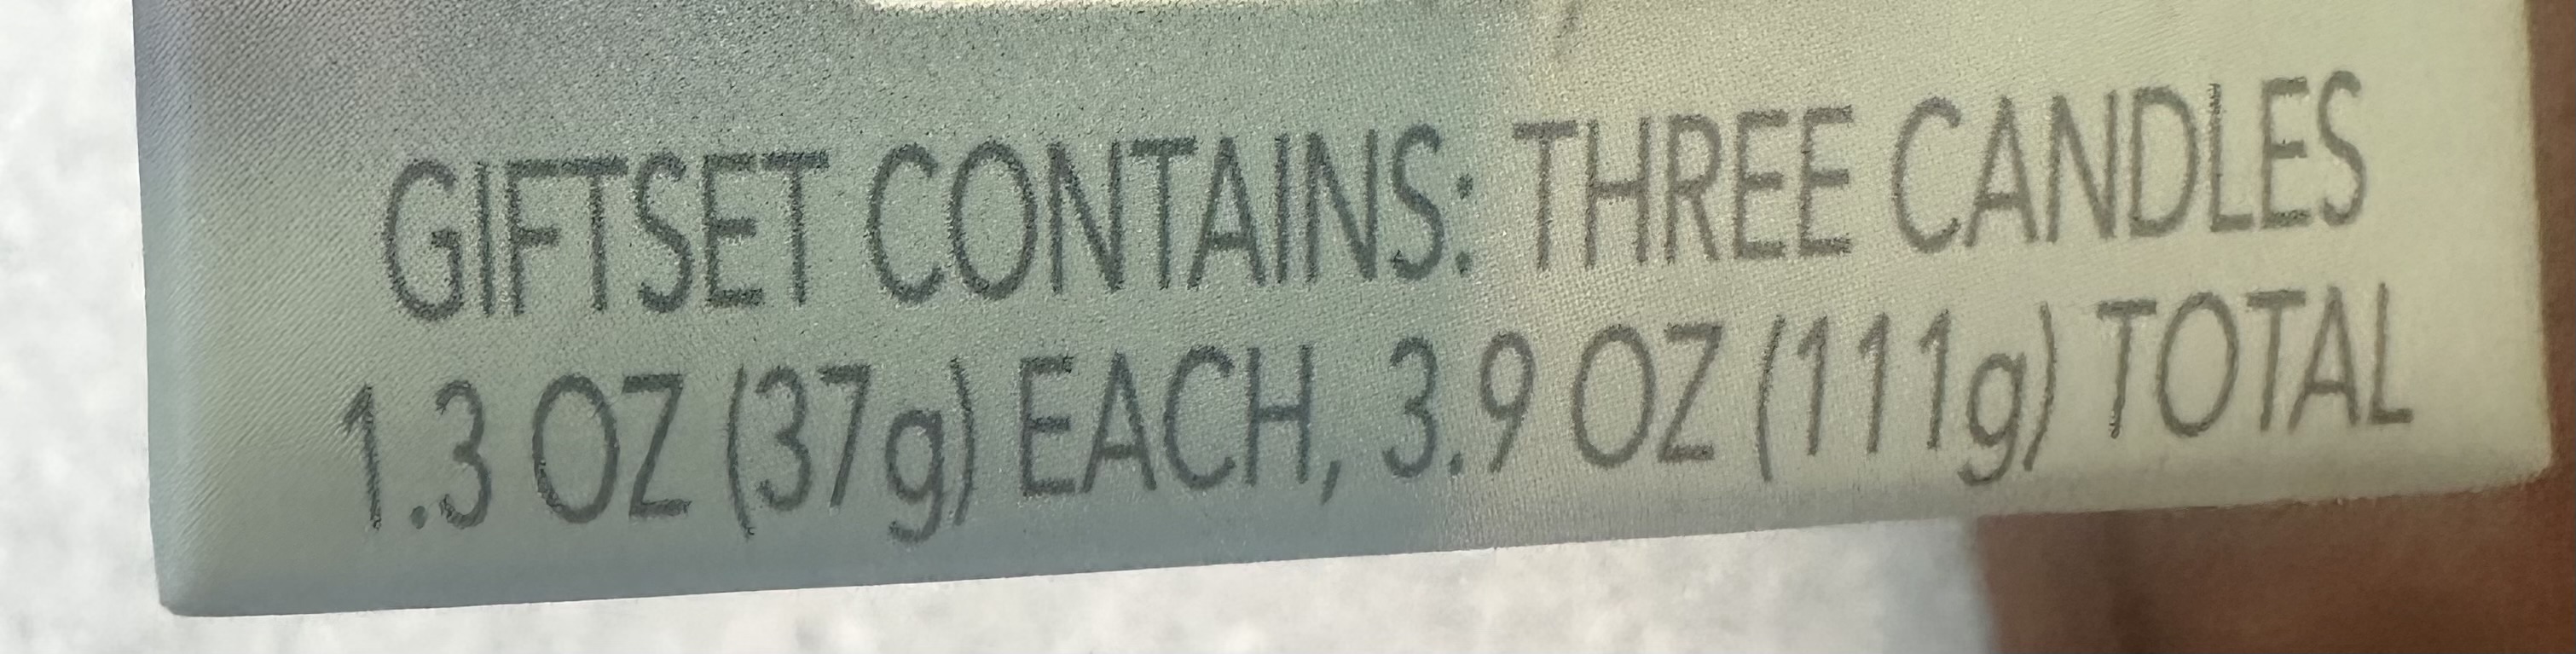 GIFTSET CONTAINS: THREE CANDLES
1.3 OZ (37g) EACH, 3.9 OZ (111g) TOTAL